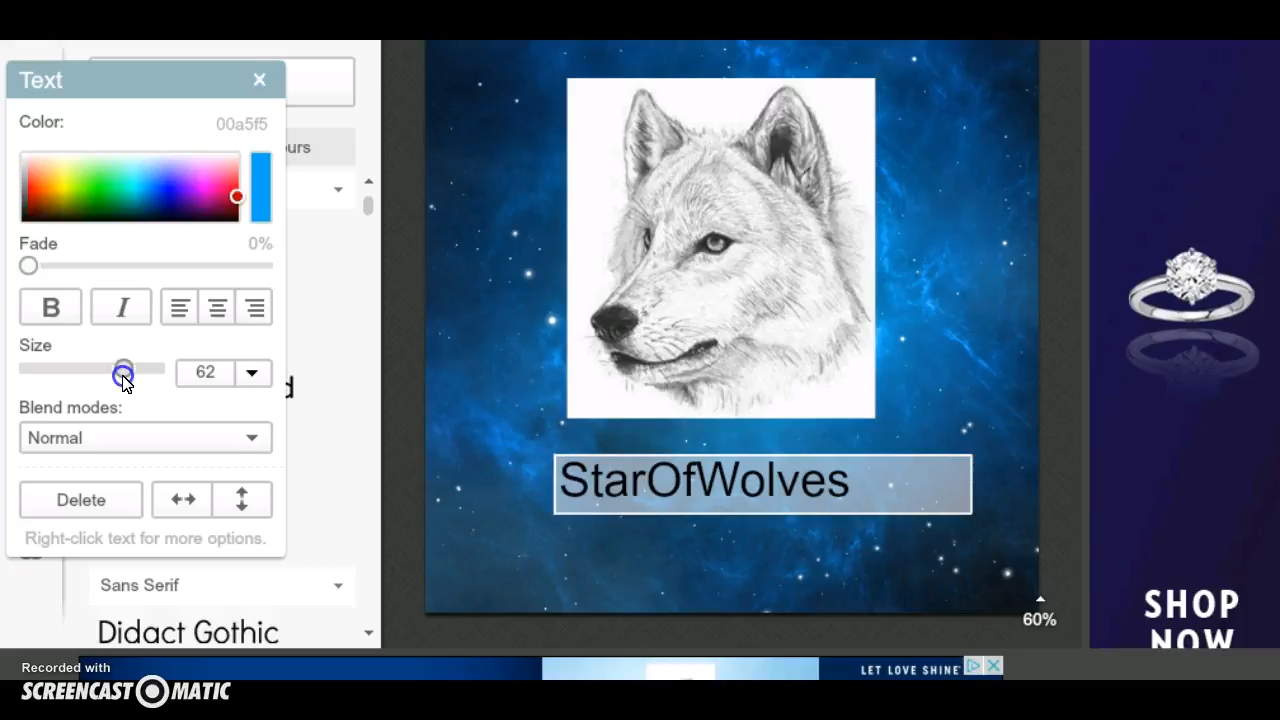 Text ×
Color: 00a5f5
ours
Fade 0%
B I
Size
62
d
Blend modes:
Normal
Delete
Right-click text for more options.
Sans Serif
Didact Gothic
StarOfWolves
60%
SHOP
NOW
LET LOVE SHINE
Recorded with
SCREENCAST MATIC